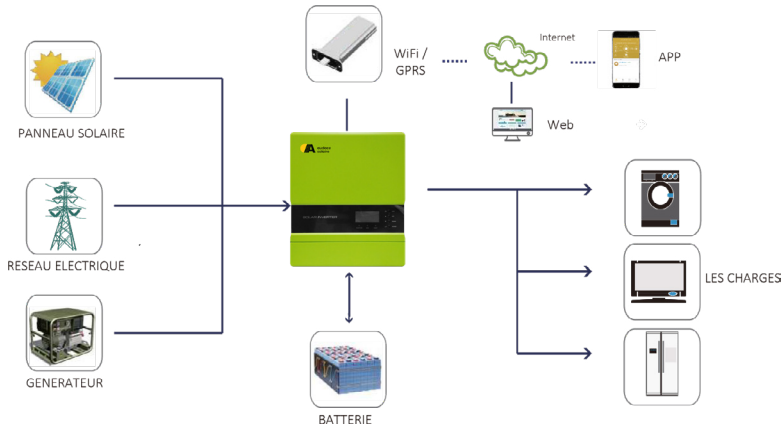 WiFi /
GPRS
Internet
APP
Web
PANNEAU SOLAIRE
RESEAU ELECTRIQUE
GENERATEUR
BATTERIE
LES CHARGES